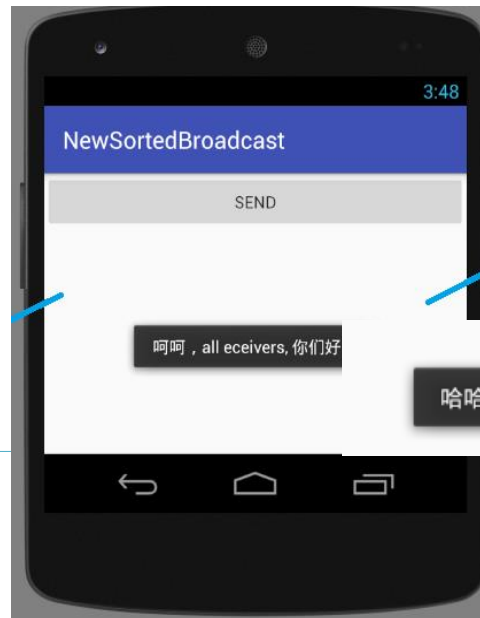 3:48
NewSortedBroadcast
SEND
呵呵，all eceivers, 你们好
哈哈